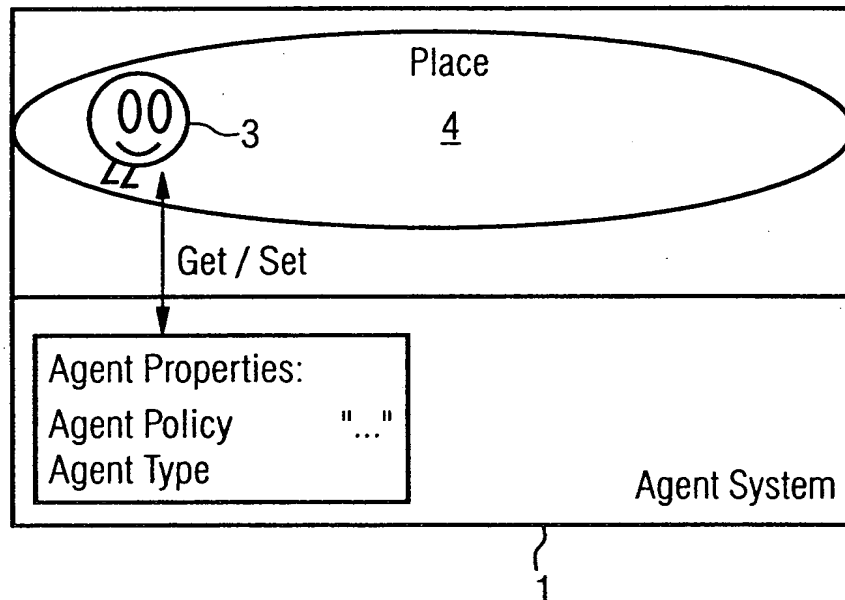 Place
3
4
Get / Set
Agent Properties:
Agent Policy "..."
Agent Type
Agent System
1